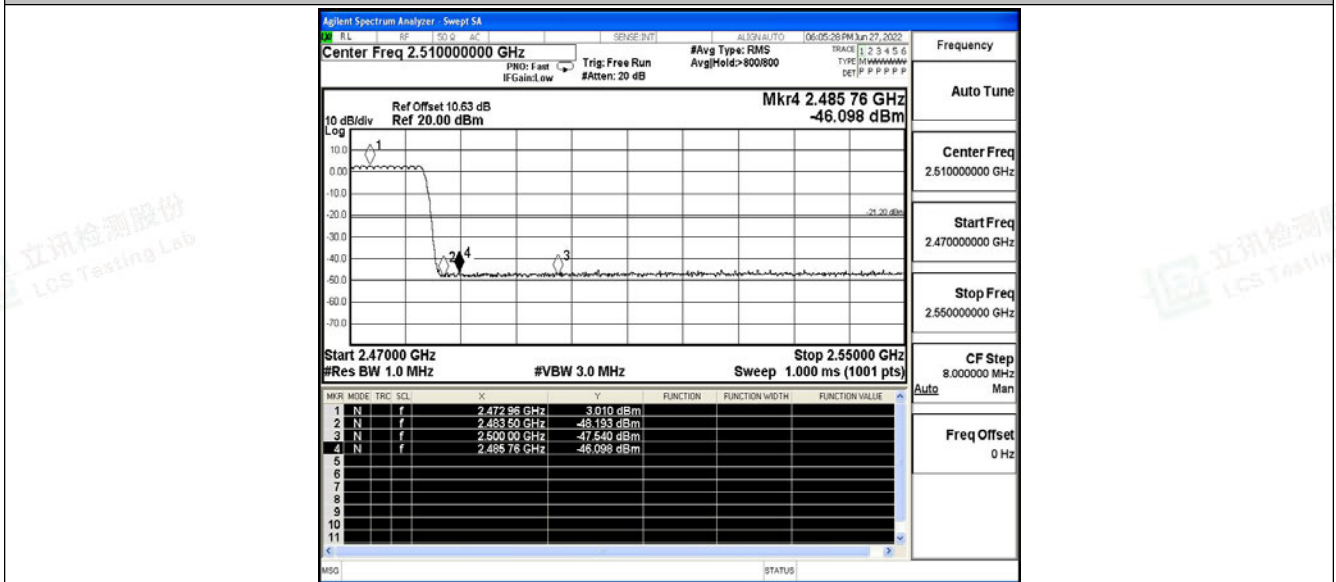 Agilent Spectrum Analyzer - Swept SA
RL RF 50 Ω AC SENSE:INT ALIGNAUTO 06:05:28 PM Jun 27, 2022
Center Freq 2.510000000 GHz #Avg Type: RMS TRACE 1 2 3 4 5 6
PNO: Fast Trig: Free Run Avg|Hold:>800/800 TYPE M WWWWW
IFGain:Low #Atten: 20 dB DET P P P P P P
Frequency
Auto Tune
Center Freq
2.510000000 GHz
Start Freq
2.470000000 GHz
Stop Freq
2.550000000 GHz
CF Step
8.000000 MHz
Auto Man
Freq Offset
0 Hz
Ref Offset 10.63 dB Mkr4 2.485 76 GHz
10 dB/div Ref 20.00 dBm -46.098 dBm
Log
10.0
0.00
-10.0
-20.0
-30.0
-40.0
-50.0
-60.0
-70.0
1
2
4
3
-21.20 dBm
Start 2.47000 GHz Stop 2.55000 GHz
#Res BW 1.0 MHz #VBW 3.0 MHz Sweep 1.000 ms (1001 pts)
MKR MODE TRC SCL X Y FUNCTION FUNCTION WIDTH FUNCTION VALUE
1 N f 2.472 96 GHz 3.010 dBm
2 N f 2.483 50 GHz -48.193 dBm
3 N f 2.500 00 GHz -47.540 dBm
4 N f 2.485 76 GHz -46.098 dBm
5
6
7
8
9
10
11
MSG STATUS
立讯检测股份
LCS Testing Lab
立讯检测
LCS Testin